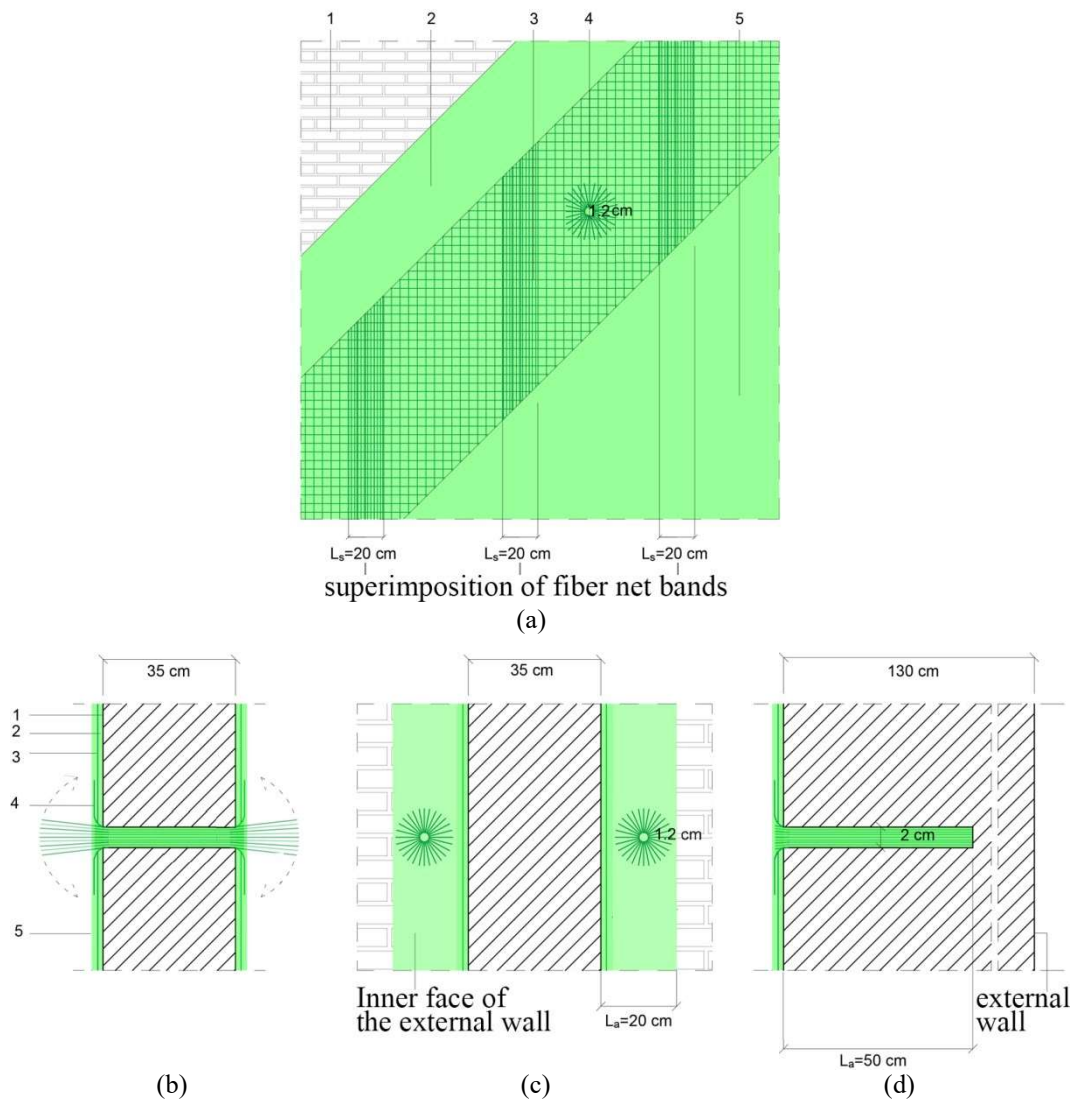 1 2 3 4 5
1.2 cm
Lₛ=20 cm Lₛ=20 cm Lₛ=20 cm
superimposition of fiber net bands
(a)
35 cm
1
2
3
4
5
(b)
35 cm
1.2 cm
Inner face of
the external wall
Lₐ=20 cm
(c)
130 cm
2 cm
external
wall
Lₐ=50 cm
(d)